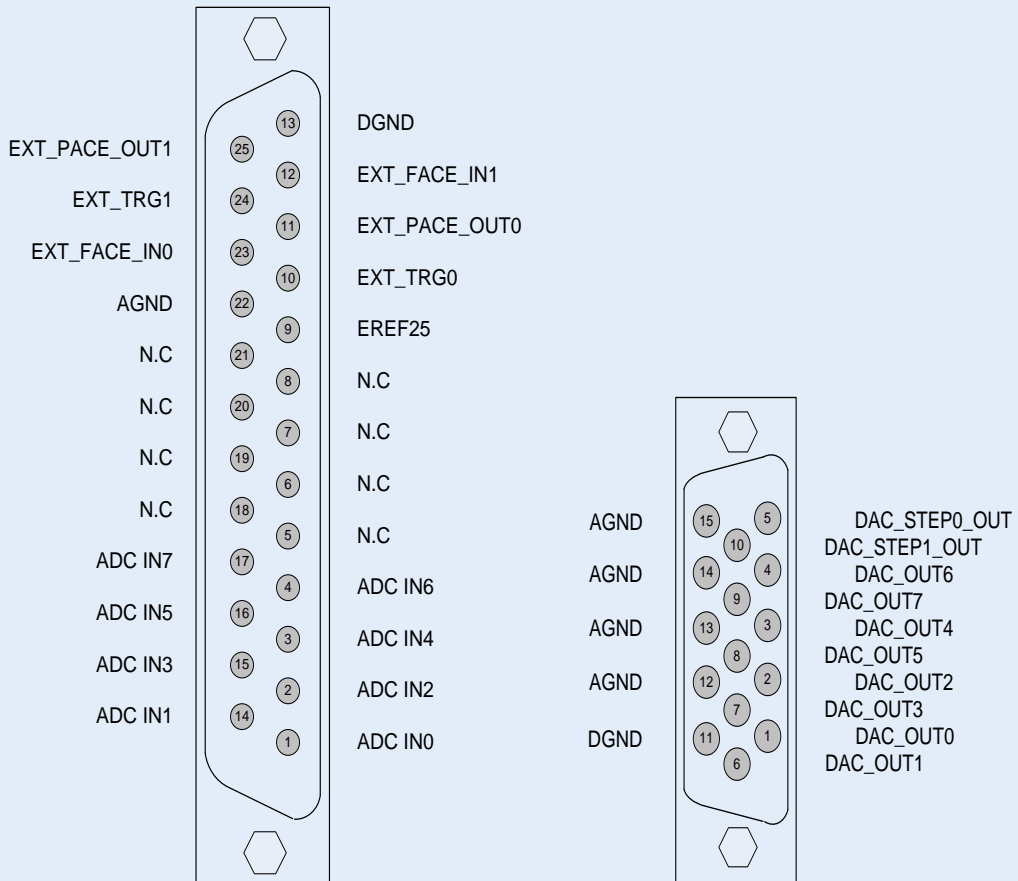 13 DGND
EXT_PACE_OUT1 25
12 EXT_FACE_IN1
EXT_TRG1 24
11 EXT_PACE_OUT0
EXT_FACE_IN0 23
10 EXT_TRG0
AGND 22
9 EREF25
N.C 21
8 N.C
N.C 20
7 N.C
N.C 19
6 N.C
N.C 18
5 N.C
ADC IN7 17
4 ADC IN6
ADC IN5 16
3 ADC IN4
ADC IN3 15
2 ADC IN2
ADC IN1 14
1 ADC IN0
AGND 15 5 DAC_STEP0_OUT
10 DAC_STEP1_OUT
AGND 14 4 DAC_OUT6
9 DAC_OUT7
AGND 13 3 DAC_OUT4
8 DAC_OUT5
AGND 12 2 DAC_OUT2
7 DAC_OUT3
DGND 11 1 DAC_OUT0
6 DAC_OUT1